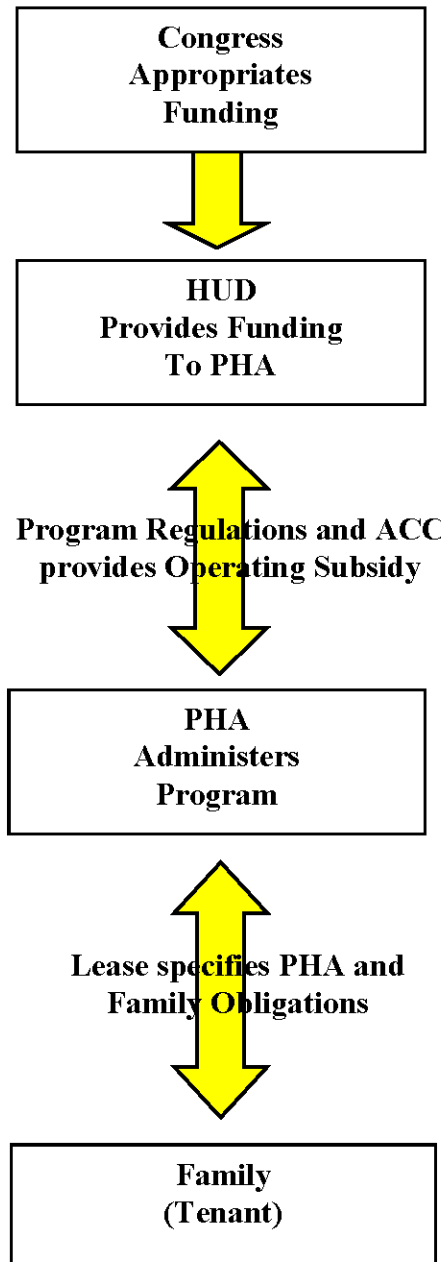 Congress
Appropriates
Funding
HUD
Provides Funding
To PHA
Program Regulations and ACC
provides Operating Subsidy
PHA
Administers
Program
Lease specifies PHA and
Family Obligations
Family
(Tenant)